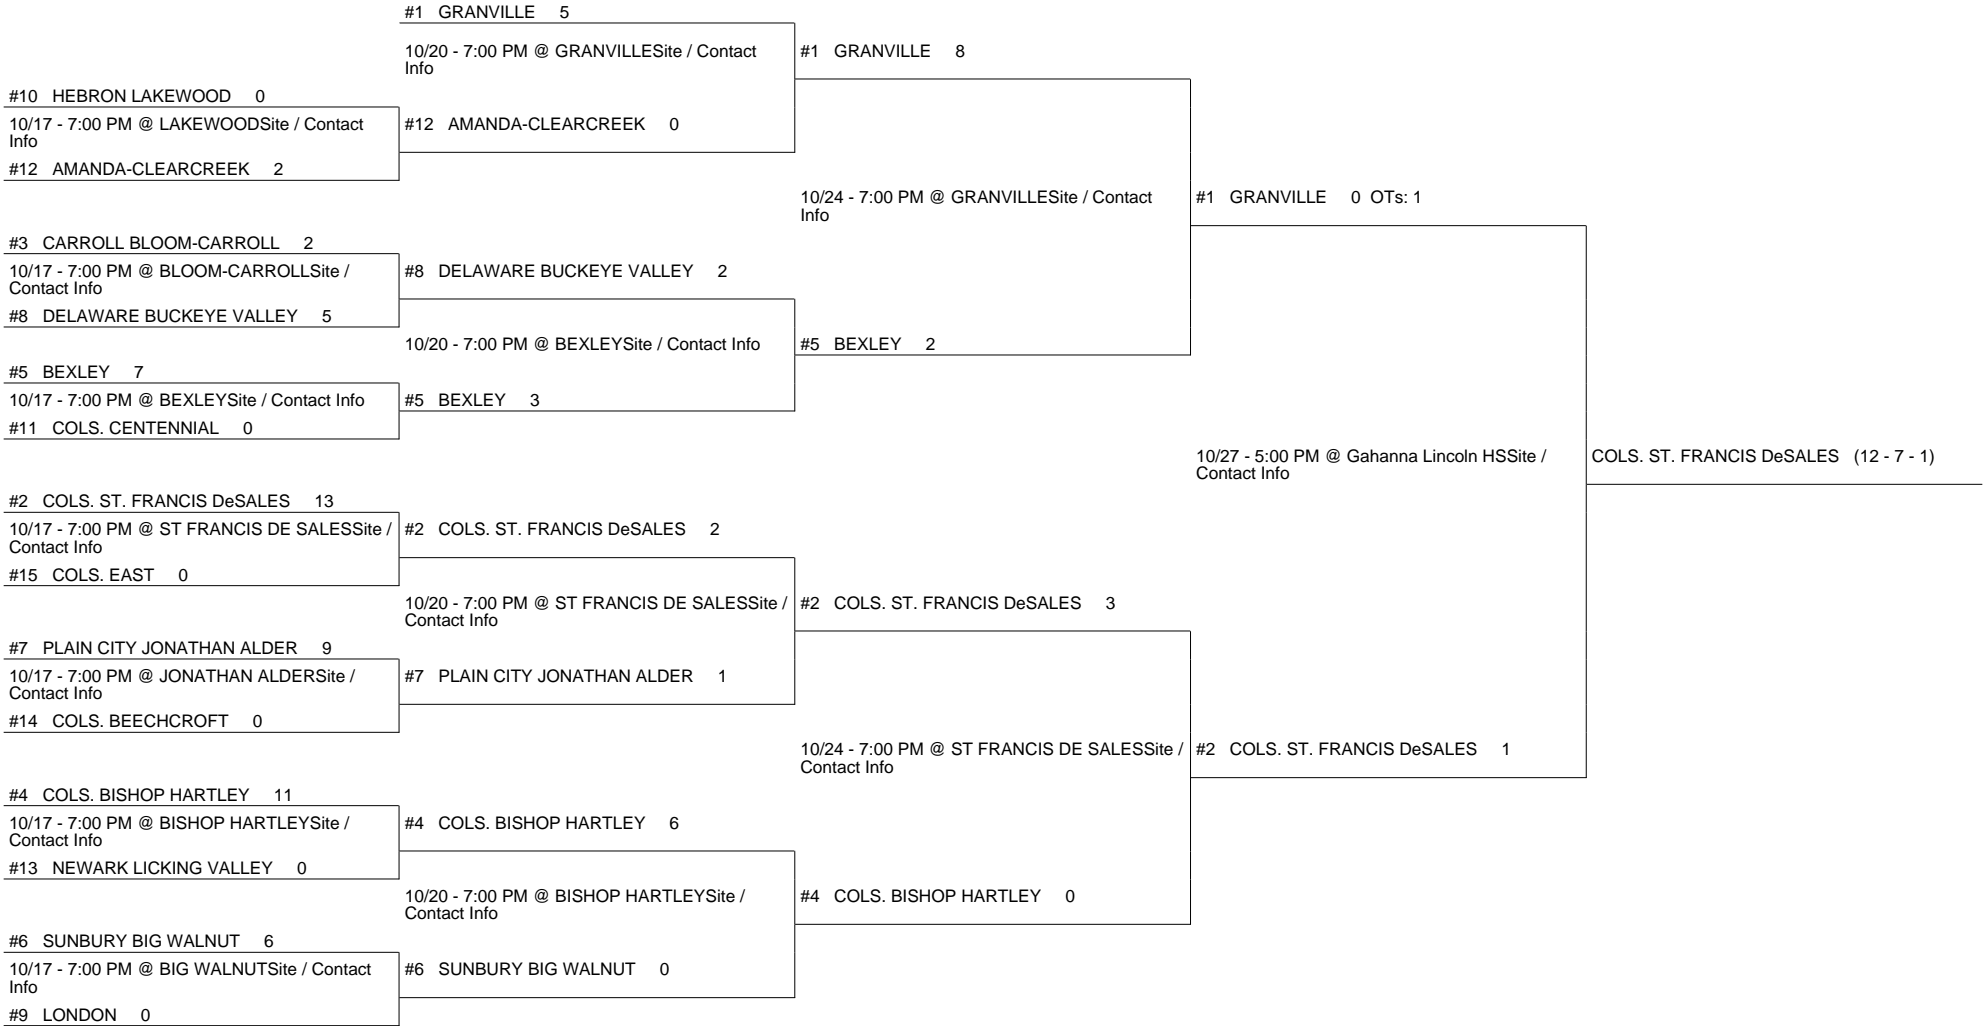 #1 GRANVILLE 5
10/20 - 7:00 PM @ GRANVILLESite / Contact
Info
#1 GRANVILLE 8
#10 HEBRON LAKEWOOD 0
10/17 - 7:00 PM @ LAKEWOODSite / Contact
Info
#12 AMANDA-CLEARCREEK 0
#12 AMANDA-CLEARCREEK 2
10/24 - 7:00 PM @ GRANVILLESite / Contact
Info
#1 GRANVILLE 0 OTs: 1
#3 CARROLL BLOOM-CARROLL 2
10/17 - 7:00 PM @ BLOOM-CARROLLSite /
Contact Info
#8 DELAWARE BUCKEYE VALLEY 2
#8 DELAWARE BUCKEYE VALLEY 5
10/20 - 7:00 PM @ BEXLEYSite / Contact Info
#5 BEXLEY 2
#5 BEXLEY 7
10/17 - 7:00 PM @ BEXLEYSite / Contact Info
#5 BEXLEY 3
#11 COLS. CENTENNIAL 0
10/27 - 5:00 PM @ Gahanna Lincoln HSSite /
Contact Info
COLS. ST. FRANCIS DeSALES (12 - 7 - 1)
#2 COLS. ST. FRANCIS DeSALES 13
10/17 - 7:00 PM @ ST FRANCIS DE SALESSite /
Contact Info
#2 COLS. ST. FRANCIS DeSALES 2
#15 COLS. EAST 0
10/20 - 7:00 PM @ ST FRANCIS DE SALESSite /
Contact Info
#2 COLS. ST. FRANCIS DeSALES 3
#7 PLAIN CITY JONATHAN ALDER 9
10/17 - 7:00 PM @ JONATHAN ALDERSite /
Contact Info
#7 PLAIN CITY JONATHAN ALDER 1
#14 COLS. BEECHCROFT 0
10/24 - 7:00 PM @ ST FRANCIS DE SALESSite /
Contact Info
#2 COLS. ST. FRANCIS DeSALES 1
#4 COLS. BISHOP HARTLEY 11
10/17 - 7:00 PM @ BISHOP HARTLEYSite /
Contact Info
#4 COLS. BISHOP HARTLEY 6
#13 NEWARK LICKING VALLEY 0
10/20 - 7:00 PM @ BISHOP HARTLEYSite /
Contact Info
#4 COLS. BISHOP HARTLEY 0
#6 SUNBURY BIG WALNUT 6
10/17 - 7:00 PM @ BIG WALNUTSite / Contact
Info
#6 SUNBURY BIG WALNUT 0
#9 LONDON 0